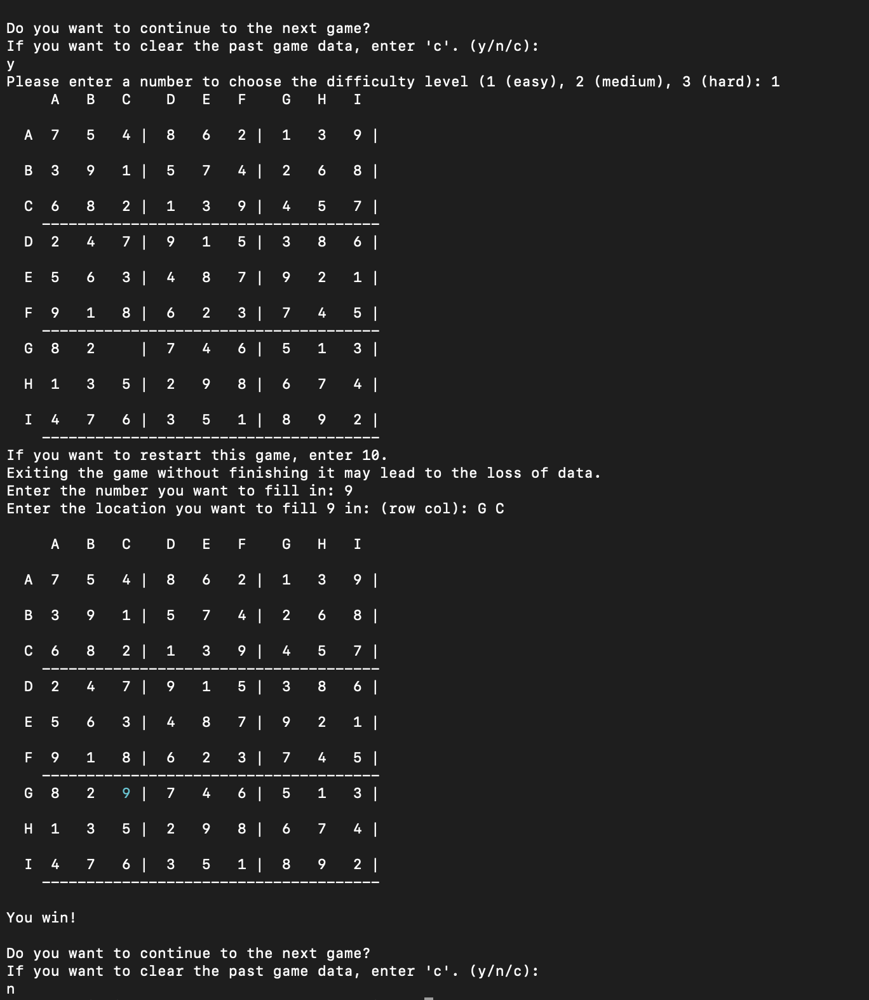 Do you want to continue to the next game?
If you want to clear the past game data, enter 'c'. (y/n/c):
y
Please enter a number to choose the difficulty level (1 (easy), 2 (medium), 3 (hard): 1
A B C D E F G H I
A 7 5 4 | 8 6 2 | 1 3 9 |
B 3 9 1 | 5 7 4 | 2 6 8 |
C 6 8 2 | 1 3 9 | 4 5 7 |
--------------------------------------
D 2 4 7 | 9 1 5 | 3 8 6 |
E 5 6 3 | 4 8 7 | 9 2 1 |
F 9 1 8 | 6 2 3 | 7 4 5 |
--------------------------------------
G 8 2   | 7 4 6 | 5 1 3 |
H 1 3 5 | 2 9 8 | 6 7 4 |
I 4 7 6 | 3 5 1 | 8 9 2 |
--------------------------------------
If you want to restart this game, enter 10.
Exiting the game without finishing it may lead to the loss of data.
Enter the number you want to fill in: 9
Enter the location you want to fill 9 in: (row col): G C
A B C D E F G H I
A 7 5 4 | 8 6 2 | 1 3 9 |
B 3 9 1 | 5 7 4 | 2 6 8 |
C 6 8 2 | 1 3 9 | 4 5 7 |
--------------------------------------
D 2 4 7 | 9 1 5 | 3 8 6 |
E 5 6 3 | 4 8 7 | 9 2 1 |
F 9 1 8 | 6 2 3 | 7 4 5 |
--------------------------------------
G 8 2 9 | 7 4 6 | 5 1 3 |
H 1 3 5 | 2 9 8 | 6 7 4 |
I 4 7 6 | 3 5 1 | 8 9 2 |
--------------------------------------
You win!
Do you want to continue to the next game?
If you want to clear the past game data, enter 'c'. (y/n/c):
n